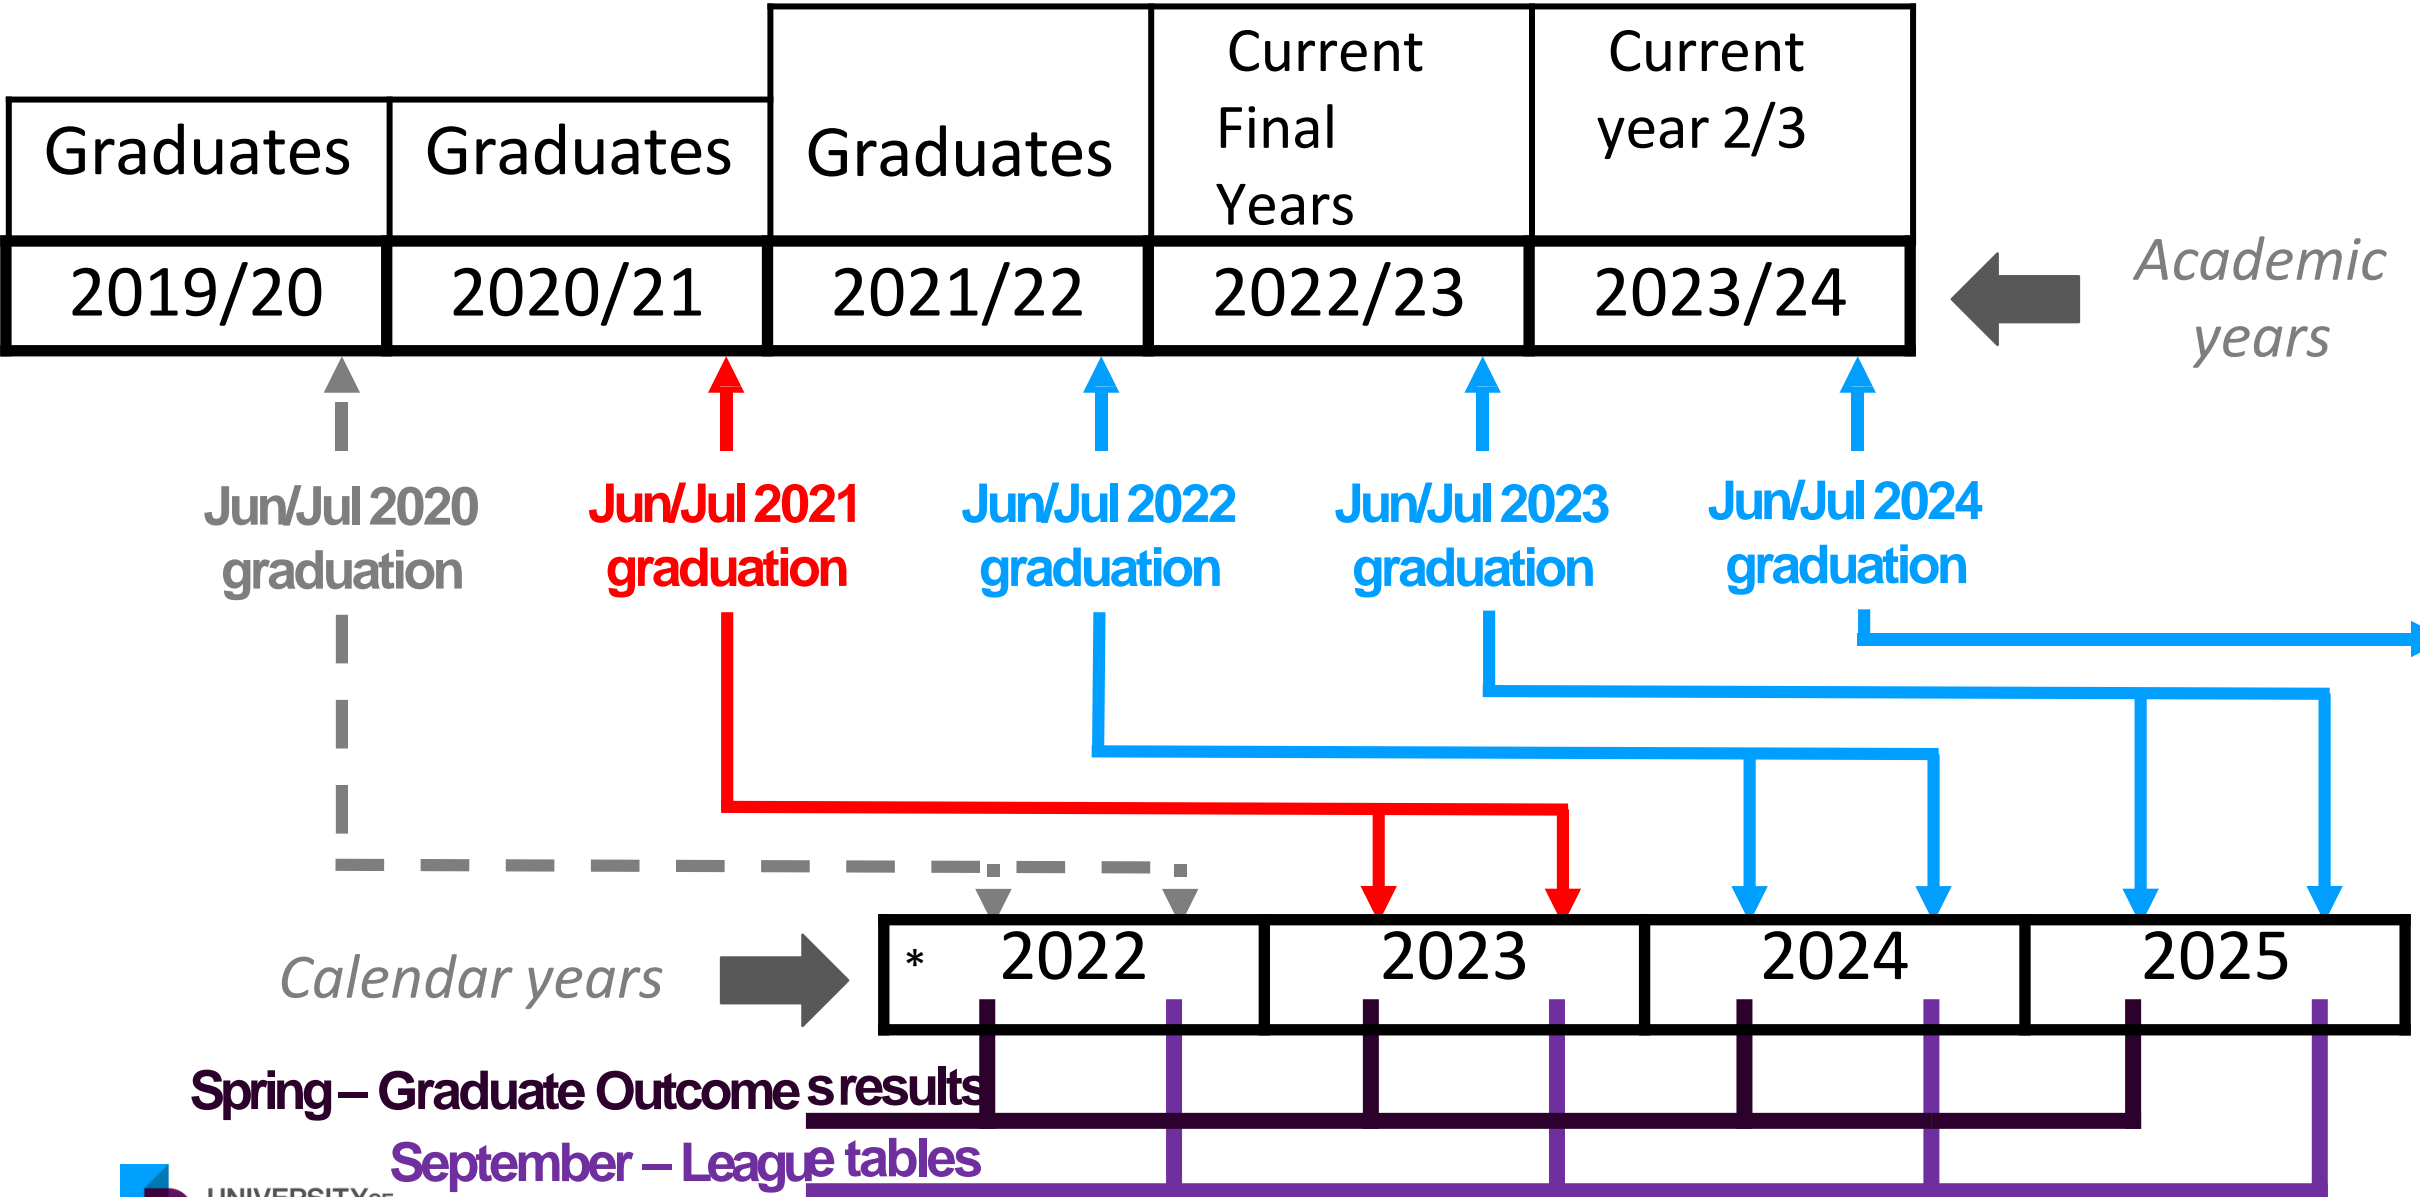 Current
Current
Final
year 2/3
Graduates
Graduates
Graduates
Years
2019/20
2020/21
2021/22
2022/23
2023/24
Academic
years
Jun/Jul 2020
graduation
Jun/Jul 2021
graduation
Jun/Jul 2022
graduation
Jun/Jul 2023
graduation
Jun/Jul 2024
graduation
Calendar years
* 2022
2023
2024
2025
Spring – Graduate Outcomes results
September – League tables
UNIVERSITY OF